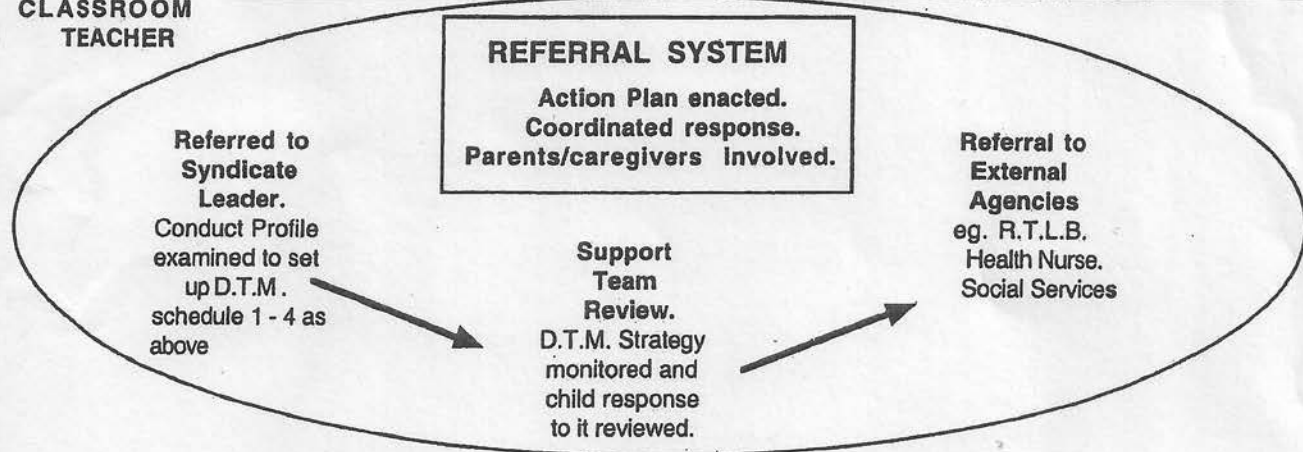 CLASSROOM
TEACHER
REFERRAL SYSTEM
Action Plan enacted.
Coordinated response.
Parents/caregivers involved.
Referred to
Syndicate
Leader.
Conduct Profile
examined to set
up D.T.M.
schedule 1 - 4 as
above
Support
Team
Review.
D.T.M. Strategy
monitored and
child response
to it reviewed.
Referral to
External
Agencies
eg. R.T.L.B.
Health Nurse.
Social Services